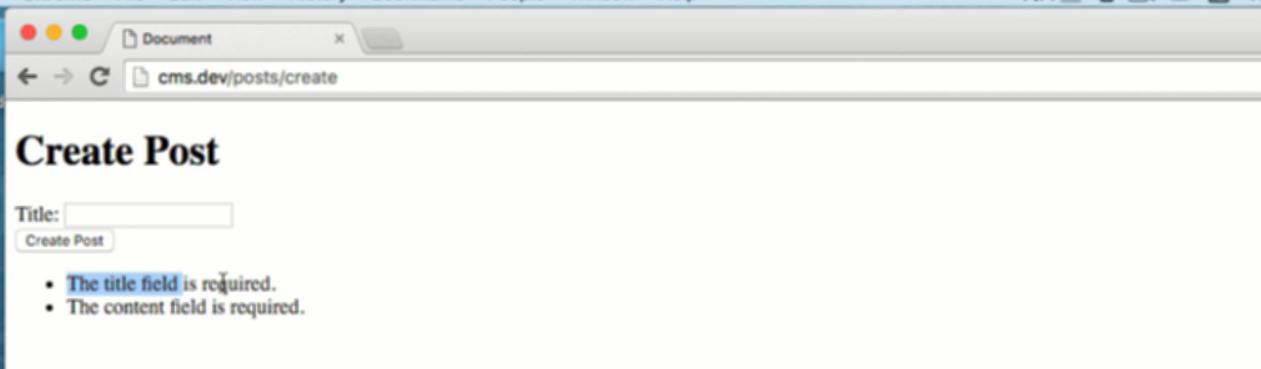 Document
cms.dev/posts/create
Create Post
Title:
Create Post
The title field is required.
The content field is required.